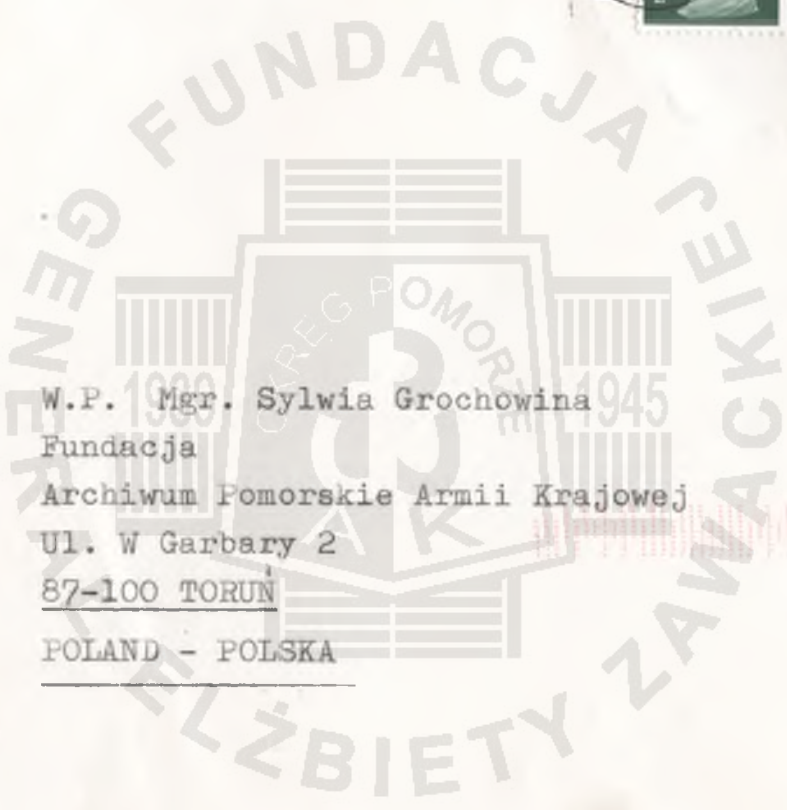 W.P. Mgr. Sylwia Grochowina
Fundacja
Archiwum Pomorskie Armii Krajowej
Ul. W Garbary 2
87-100 TORUŃ
POLAND - POLSKA
FUNDACJA GENERAŁ ELŻBIETY ZAWACKIEJ
OKRĘG POMORZE
1939 1945
AK